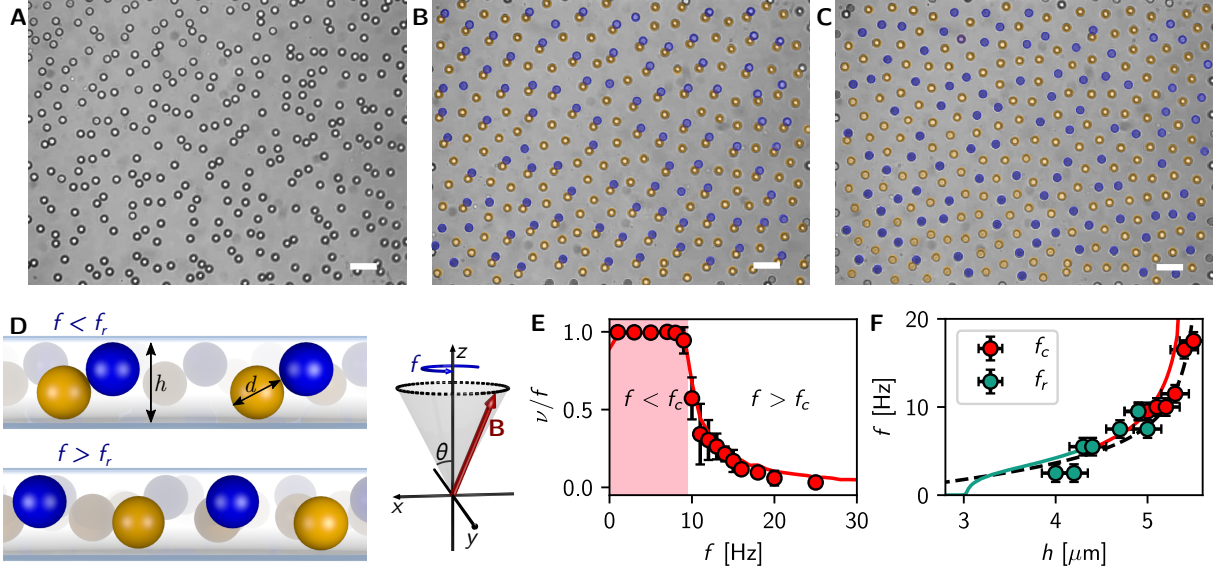 A
B
C
D
f < f_r
h
d
f > f_r
f
z
B
θ
x
y
E
1.0
0.5
0.0
ν/f
f < f_c
f > f_c
0
10
20
30
f [Hz]
F
20
10
0
f [Hz]
f_c
f_r
3
4
5
h [μm]